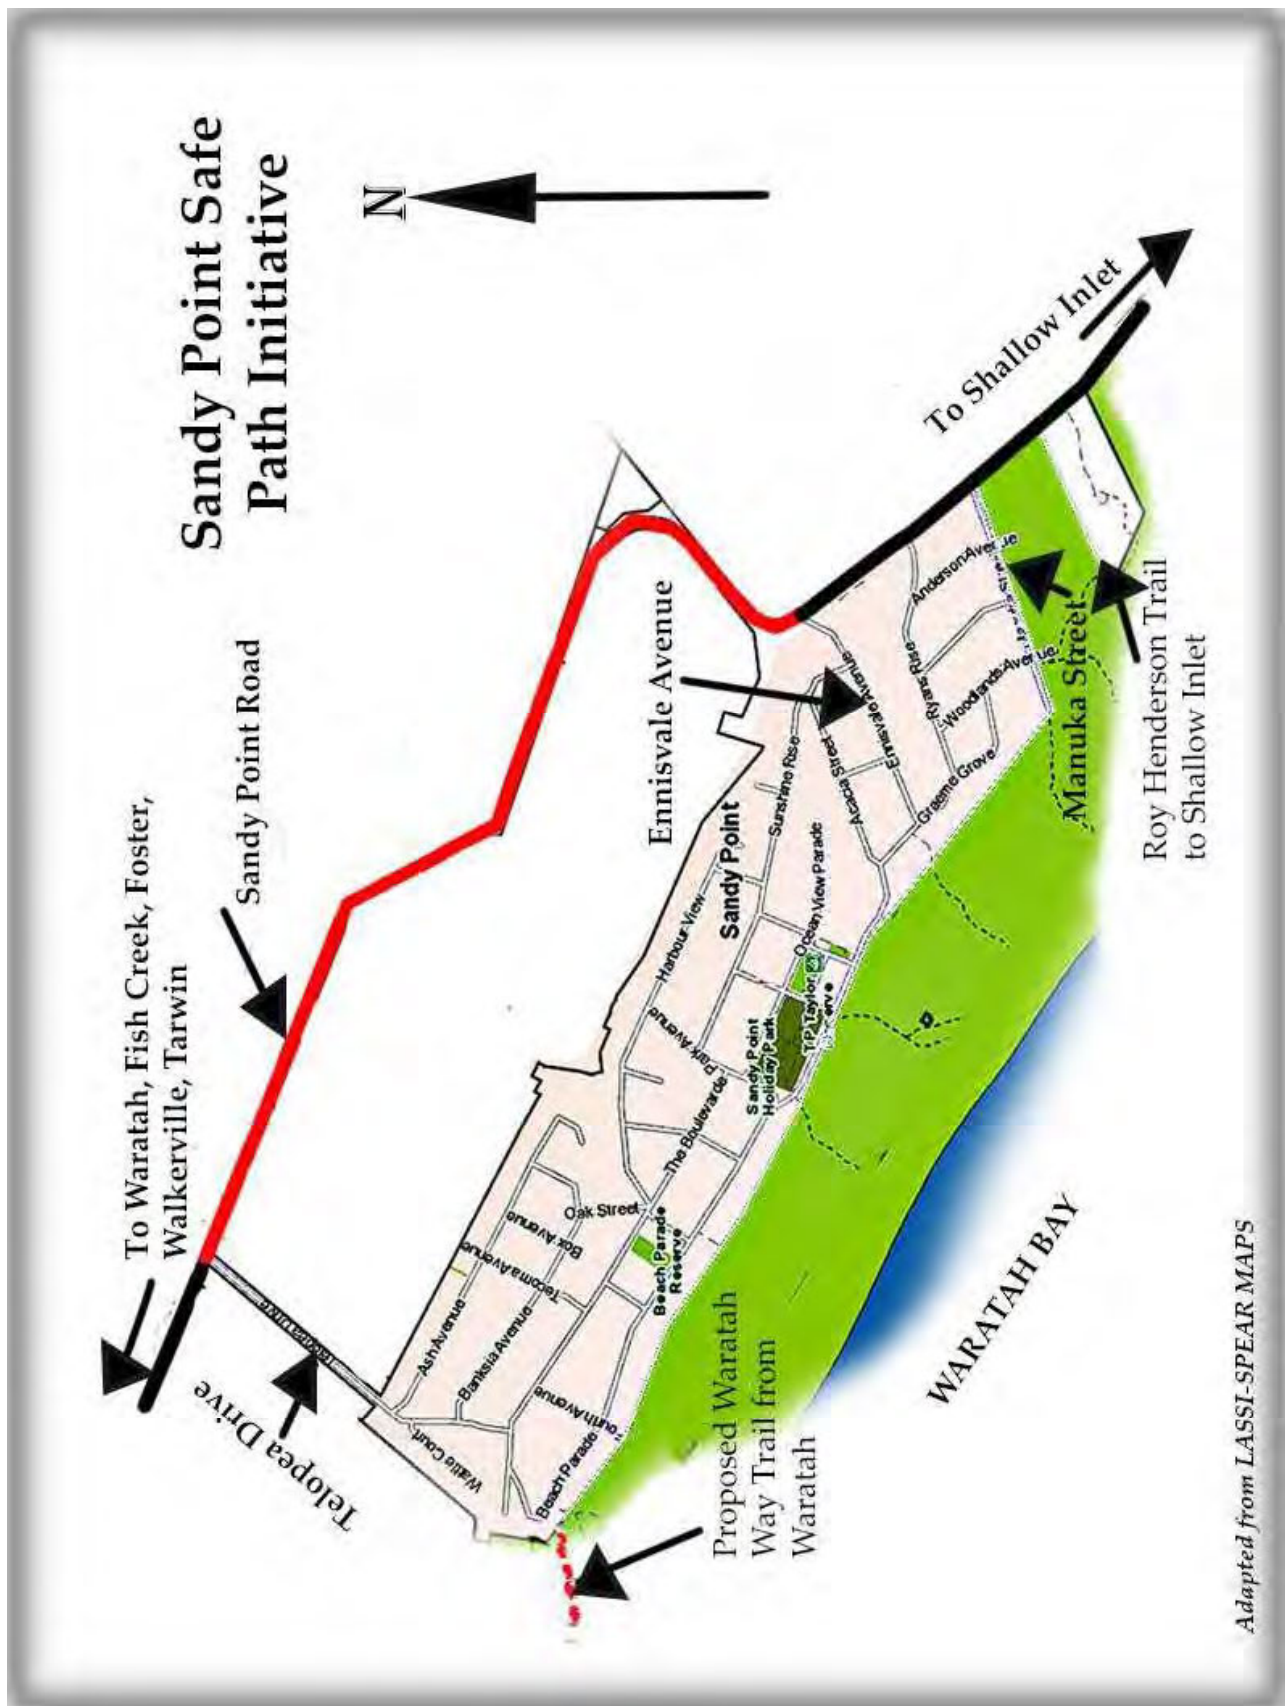 Sandy Point Safe
Path Initiative
N
To Waratah, Fish Creek, Foster,
Walkerville, Tarwin
Sandy Point Road
Telopea Drive
Ennisvale Avenue
To Shallow Inlet
Watte Court
Ash Avenue
Banksia Avenue
Tecoma Avenue
Box Avenue
Oak Street
Beach Parade
Beach Parade
Reserve
The Boulevarde
Park Avenue
Harbour View
Sandy Point
Sunshine Rise
Sandy Point
Holiday Park
T P Taylor
Ocean View Parade
Acacia Street
Ennisvale Avenue
Graeme Grove
Ryans Rise
Woodlands Avenue
Anderson Avenue
Manuka Street
Roy Henderson Trail
to Shallow Inlet
Proposed Waratah
Way Trail from
Waratah
WARATAH BAY
Adapted from LASSI-SPEAR MAPS